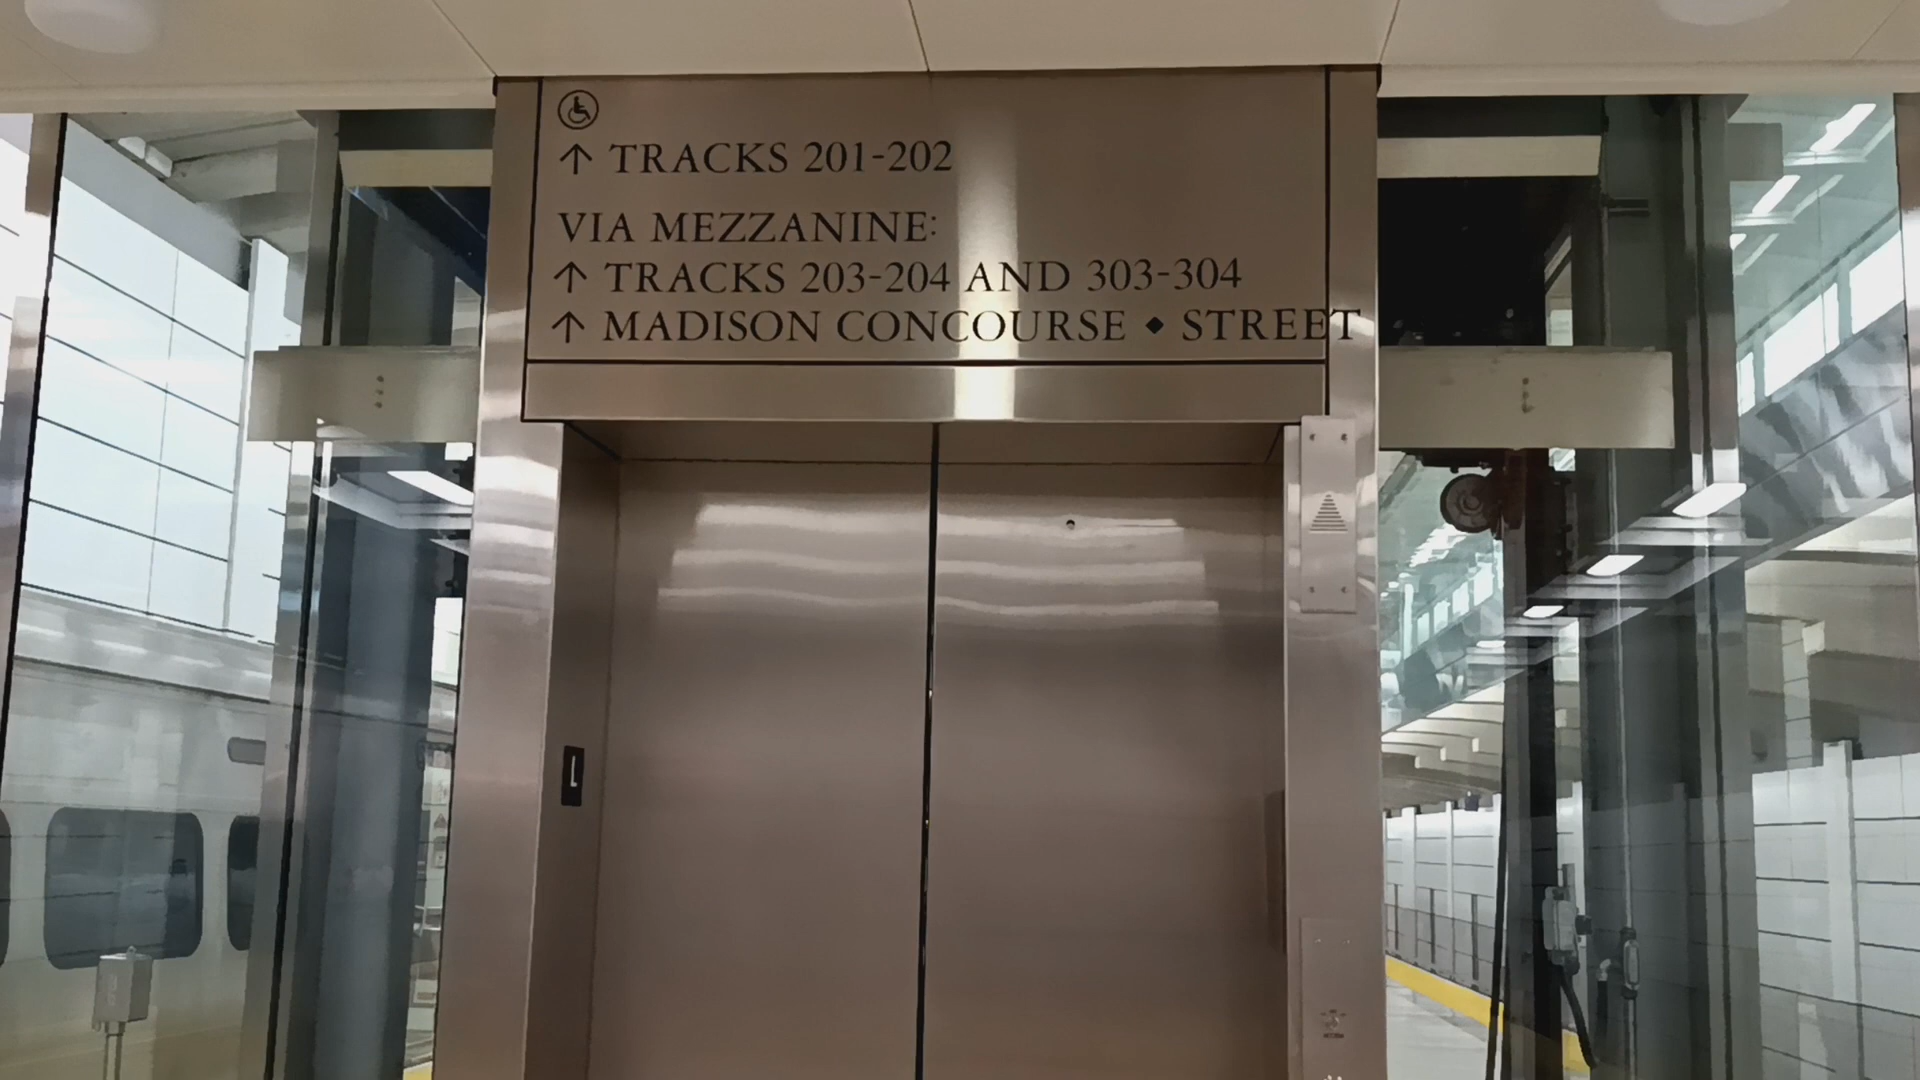 ↑ TRACKS 201-202
VIA MEZZANINE:
↑ TRACKS 203-204 AND 303-304
↑ MADISON CONCOURSE ◆ STREET
L